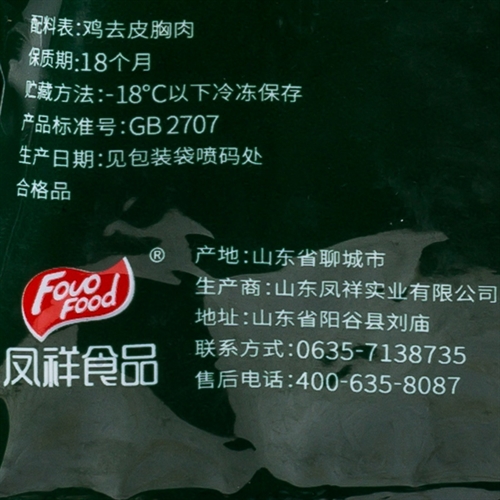 配料表:鸡去皮胸肉
保质期:18个月
贮藏方法:-18°C以下冷冻保存
产品标准号:GB 2707
生产日期:见包装袋喷码处
合格品
®
Fovo Food
凤祥食品
产地:山东省聊城市
生产商:山东凤祥实业有限公司
地址:山东省阳谷县刘庙
联系方式:0635-7138735
售后电话:400-635-8087